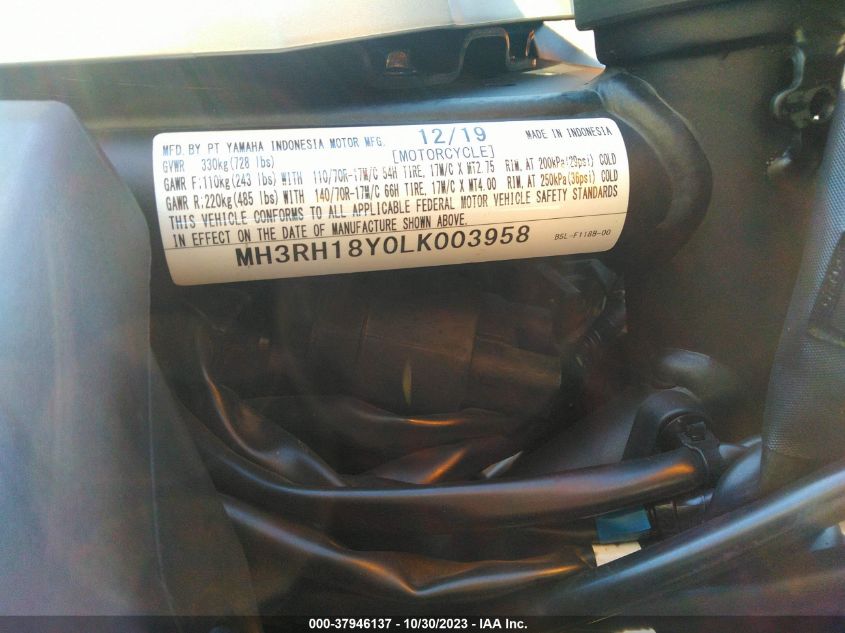 MFD. BY PT YAMAHA INDONESIA MOTOR MFG. 12/19 MADE IN INDONESIA
GVWR 330kg(728 lbs) [MOTORCYCLE]
GAWR F:110kg(243 lbs) WITH 110/70R-17M/C 54H TIRE, 17M/C X MT2.75 RIM, AT 200kPa(29psi) COLD
GAWR R:220kg(485 lbs) WITH 140/70R-17M/C 66H TIRE, 17M/C X MT4.00 RIM, AT 250kPa(36psi) COLD
THIS VEHICLE CONFORMS TO ALL APPLICABLE FEDERAL MOTOR VEHICLE SAFETY STANDARDS
IN EFFECT ON THE DATE OF MANUFACTURE SHOWN ABOVE.
MH3RH18Y0LK003958 B5L-F118B-00
000-37946137 - 10/30/2023 - IAA Inc.